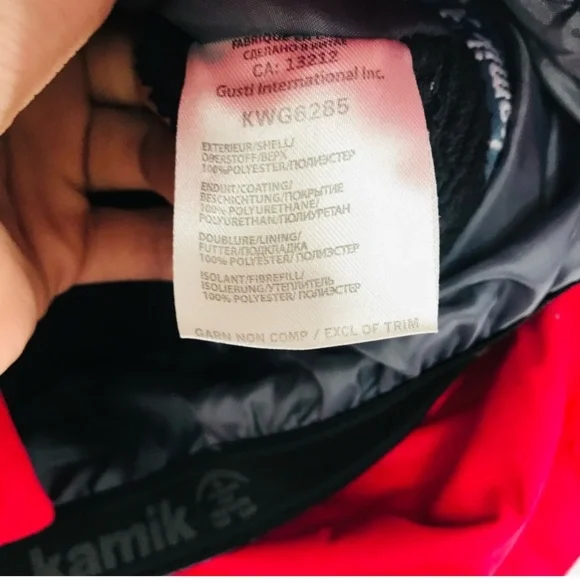 FABRIQUÉ EN
СДЕЛАНО В КИТАЕ
CA: 13212
Gusti International Inc.
KWG6285
EXTERIEUR/SHELL/
OBERSTOFF/ВЕРХ
100%POLYESTER/ПОЛИЭСТЕР
ENDUIT/COATING/
BESCHICHTUNG/ПОКРЫТИЕ
100% POLYURETHANE/
POLYURETHAN/ПОЛИУРЕТАН
DOUBLURE/LINING/
FUTTER/ПОДКЛАДКА
100% POLYESTER/ ПОЛИЭСТЕР
ISOLANT/FIBREFILL/
ISOLIERUNG/УТЕПЛИТЕЛЬ
100% POLYESTER/ ПОЛИЭСТЕР
GARN NON COMP / EXCL OF TRIM
kamik